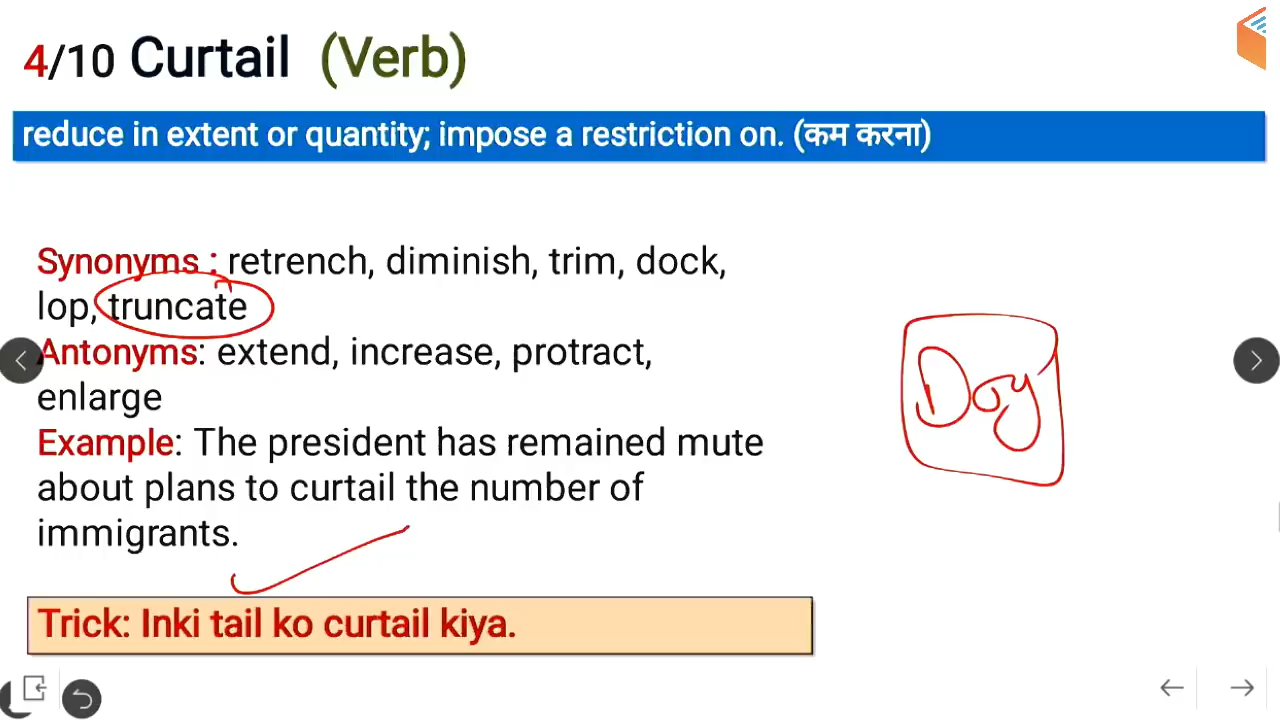 4/10 Curtail (Verb)
reduce in extent or quantity; impose a restriction on. (कम करना)
Synonyms : retrench, diminish, trim, dock,
lop, truncate
Antonyms: extend, increase, protract,
enlarge
Dog
Example: The president has remained mute
about plans to curtail the number of
immigrants.
Trick: Inki tail ko curtail kiya.